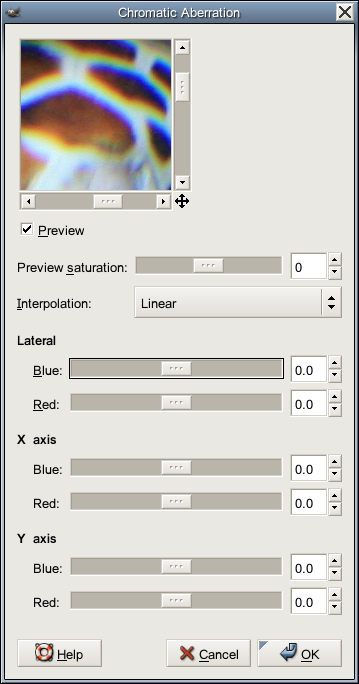 Chromatic Aberration
Preview
Preview saturation: 0
Interpolation: Linear
Lateral
Blue: 0.0
Red: 0.0
X axis
Blue: 0.0
Red: 0.0
Y axis
Blue: 0.0
Red: 0.0
Help Cancel OK